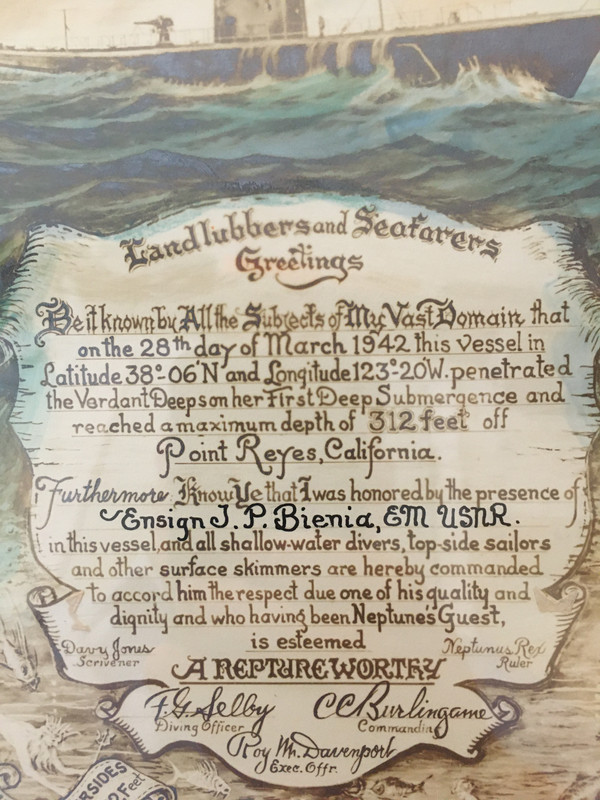 Landlubbers and Seafarers
Greetings
Be it known by All the Subjects of My Vast Domain that
on the 28th day of March 1942 this vessel in
Latitude 38°-06'N and Longitude 123°-20'W. penetrated
the Verdant Deeps on her First Deep Submergence and
reached a maximum depth of 312 feet off
Point Reyes, California.
Furthermore Know Ye that I was honored by the presence of
Ensign J. P. Bienia, EM USNR.
in this vessel, and all shallow-water divers, top-side sailors
and other surface skimmers are hereby commanded
to accord him the respect due one of his quality and
dignity and who having been Neptune's Guest,
is esteemed
Davy Jones
Scrivener
Neptunus Rex
Ruler
A NEPTUNEWORTHY
F.G. Selby
Diving Officer
CC Burlingame
Commanding
Roy M. Davenport
Exec. Offr.
RSIDES
2 Feet